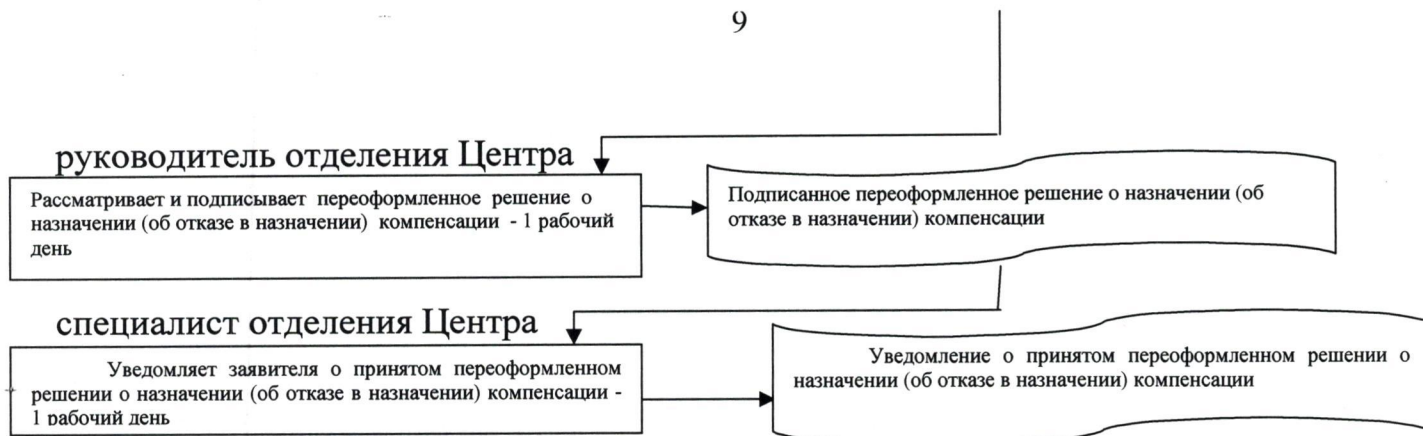 9
руководитель отделения Центра
Рассматривает и подписывает переоформленное решение о
назначении (об отказе в назначении) компенсации - 1 рабочий
день
Подписанное переоформленное решение о назначении (об
отказе в назначении) компенсации
специалист отделения Центра
Уведомляет заявителя о принятом переоформленном
решении о назначении (об отказе в назначении) компенсации -
1 рабочий день
Уведомление о принятом переоформленном решении о
назначении (об отказе в назначении) компенсации